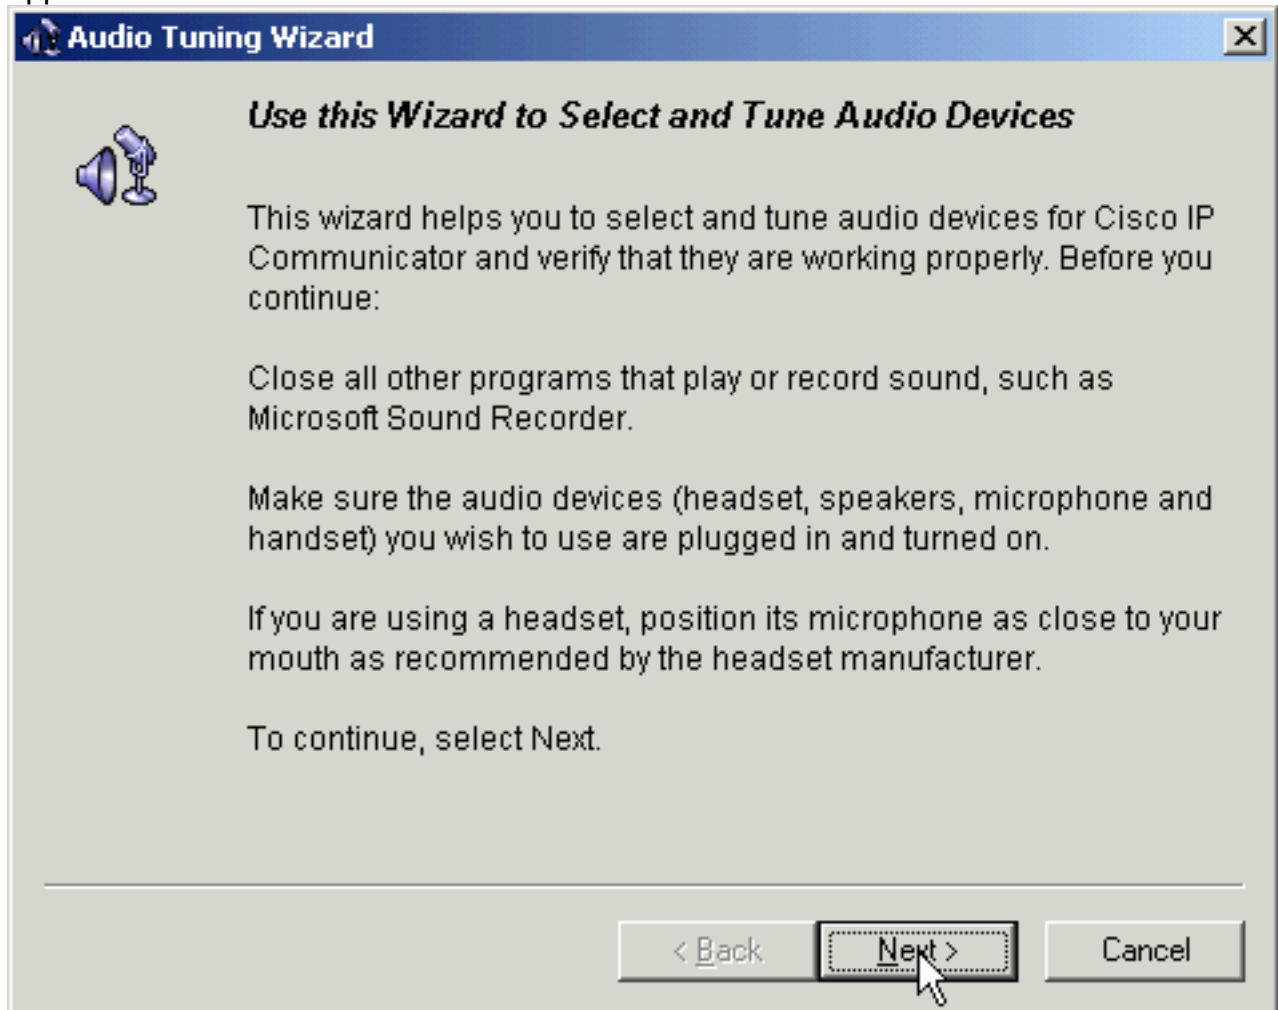 Audio Tuning Wizard
Use this Wizard to Select and Tune Audio Devices
This wizard helps you to select and tune audio devices for Cisco IP
Communicator and verify that they are working properly. Before you
continue:
Close all other programs that play or record sound, such as
Microsoft Sound Recorder.
Make sure the audio devices (headset, speakers, microphone and
handset) you wish to use are plugged in and turned on.
If you are using a headset, position its microphone as close to your
mouth as recommended by the headset manufacturer.
To continue, select Next.
< Back
Next >
Cancel